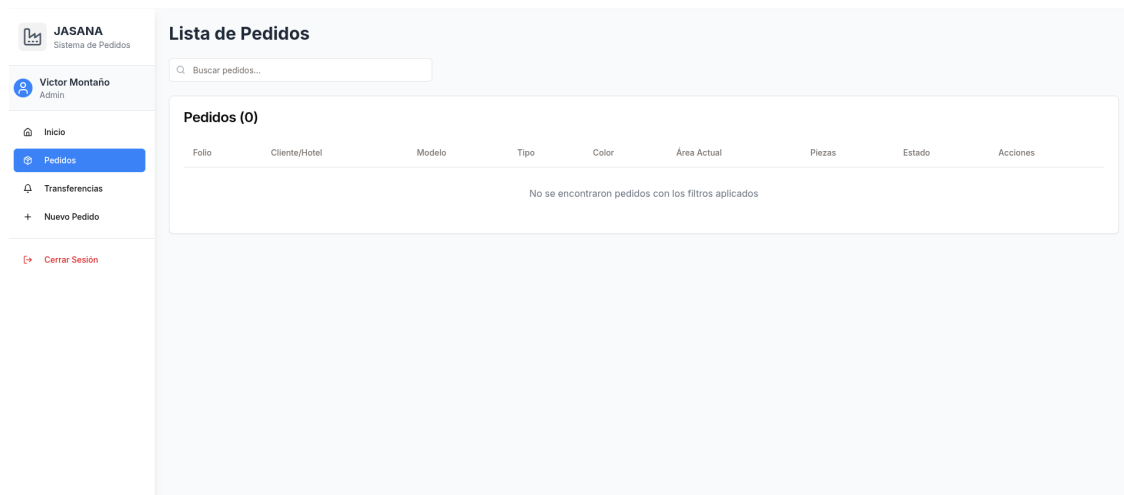 JASANA
Sistema de Pedidos
Victor Montaño
Admin
Inicio
Pedidos
Transferencias
Nuevo Pedido
Cerrar Sesión
Lista de Pedidos
Buscar pedidos...
Pedidos (0)
Folio Cliente/Hotel Modelo Tipo Color Área Actual Piezas Estado Acciones
No se encontraron pedidos con los filtros aplicados